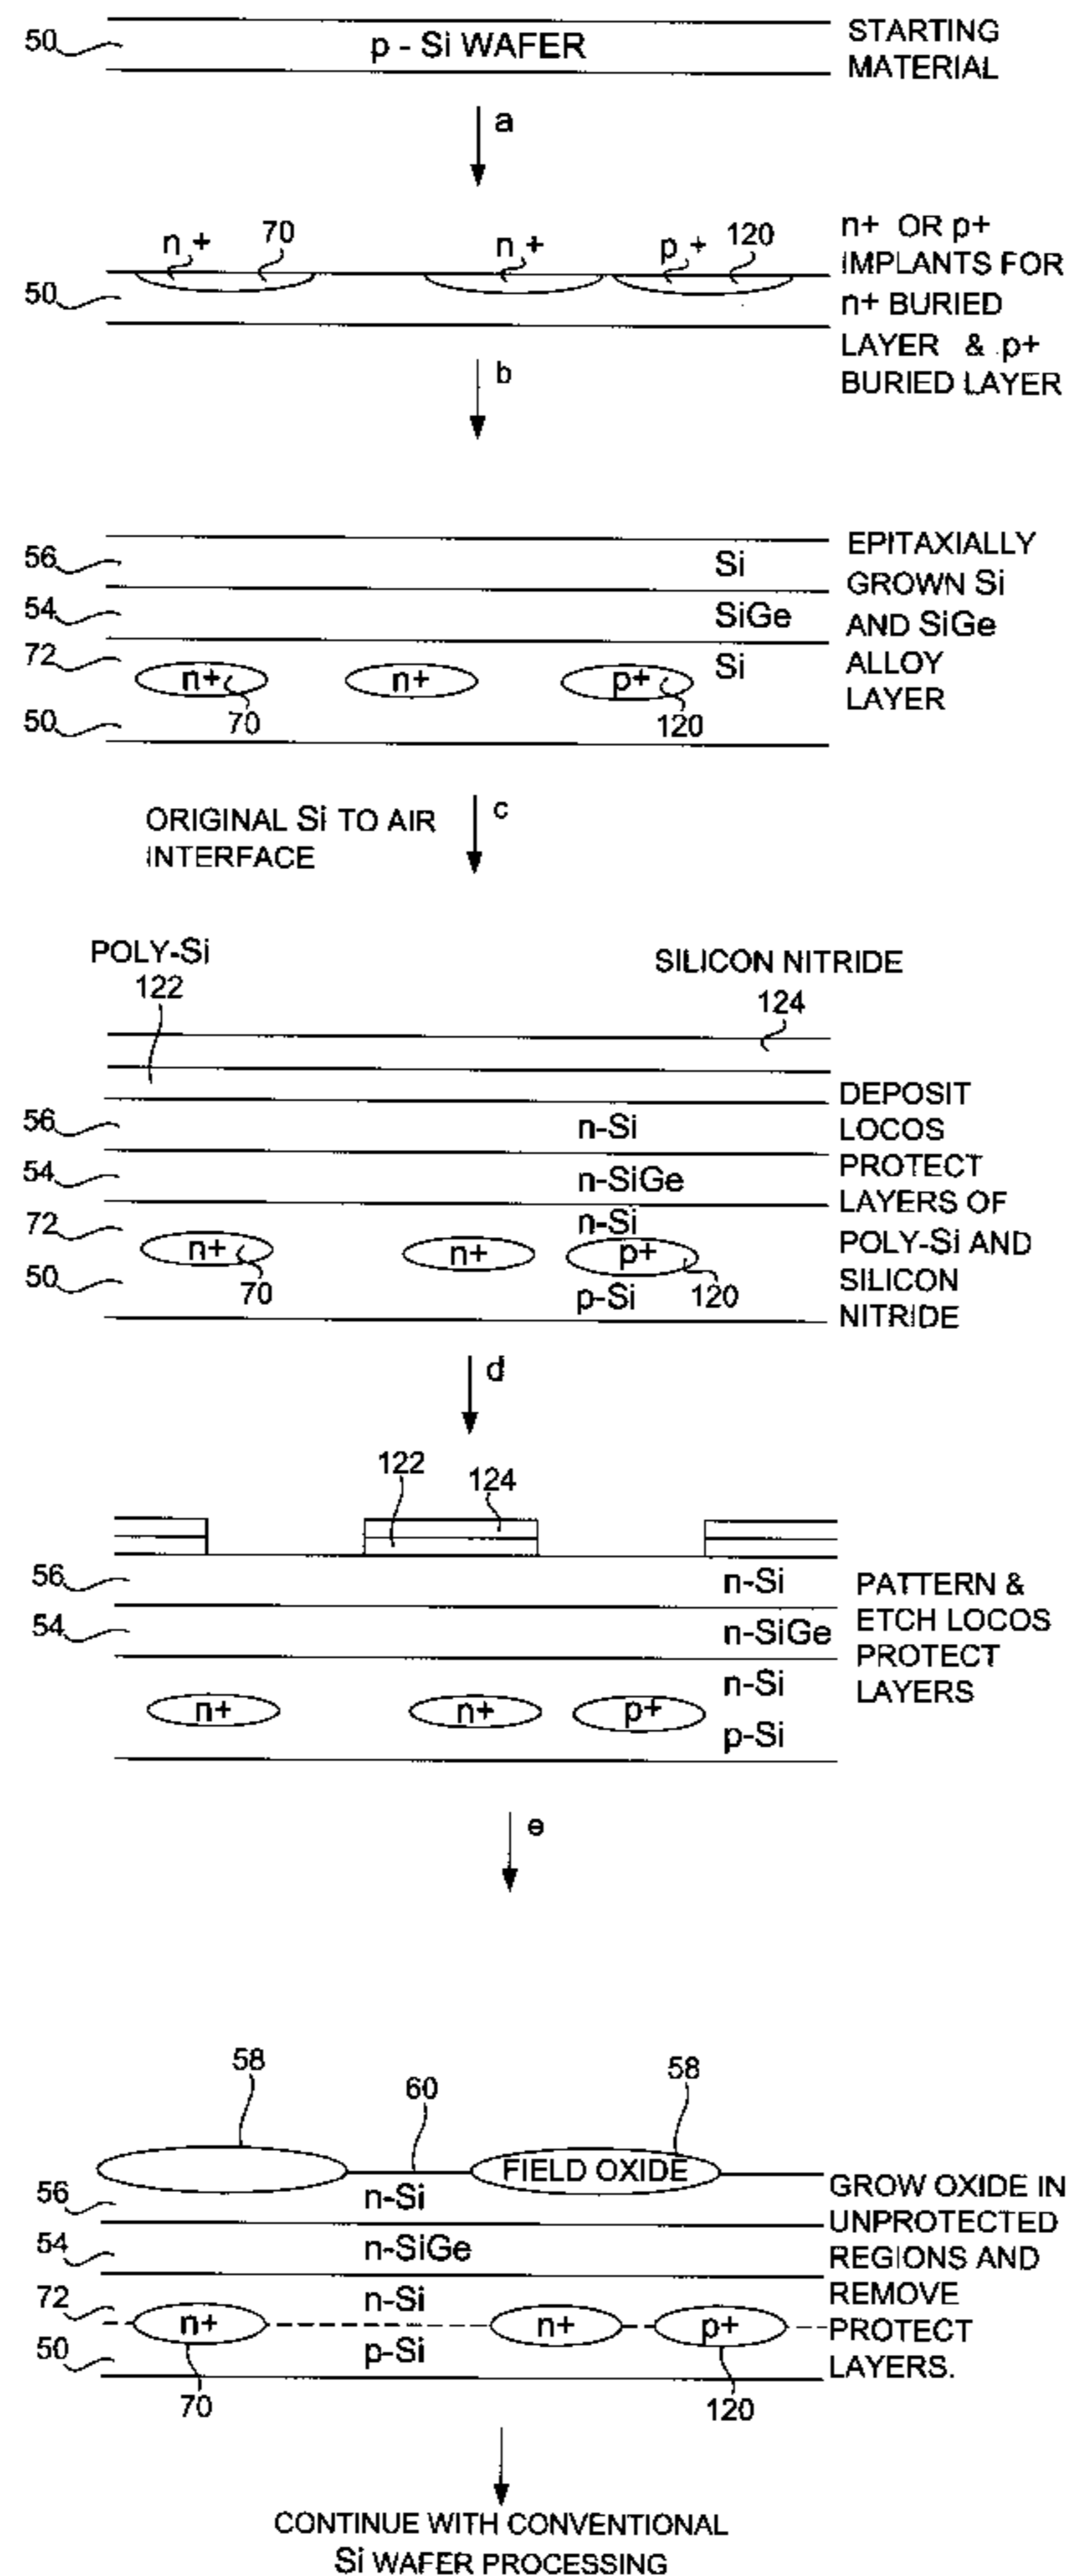 50
p - Si WAFER
STARTING
MATERIAL
a
n +
70
n +
p +
120
n+ OR p+
IMPLANTS FOR
n+ BURIED
LAYER & p+
BURIED LAYER
50
b
56
Si
54
SiGe
72
n+
n+
p+
Si
50
70
120
EPITAXIALLY
GROWN Si
AND SiGe
ALLOY
LAYER
ORIGINAL Si TO AIR
INTERFACE
c
POLY-Si
122
SILICON NITRIDE
124
56
n-Si
54
n-SiGe
72
n-Si
n+
n+
p+
50
70
p-Si
120
DEPOSIT
LOCOS
PROTECT
LAYERS OF
POLY-Si AND
SILICON
NITRIDE
d
122
124
56
n-Si
54
n-SiGe
n-Si
n+
n+
p+
p-Si
PATTERN &
ETCH LOCOS
PROTECT
LAYERS
e
58
60
58
FIELD OXIDE
56
n-Si
54
n-SiGe
72
n-Si
n+
n+
p+
50
p-Si
70
120
GROW OXIDE IN
UNPROTECTED
REGIONS AND
REMOVE
PROTECT
LAYERS.
CONTINUE WITH CONVENTIONAL
Si WAFER PROCESSING